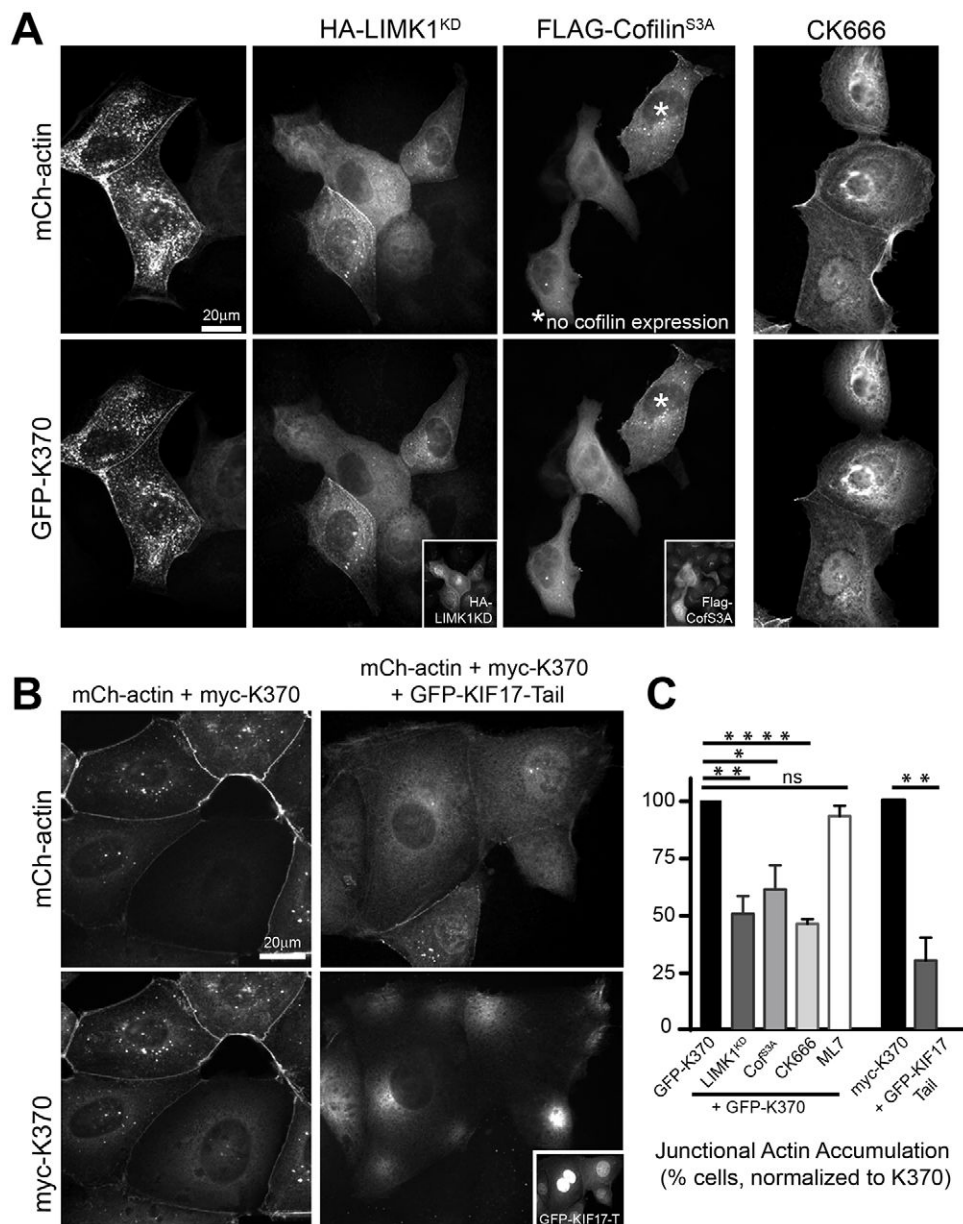 A
HA-LIMK1KD
FLAG-CofilinS3A
CK666
mCh-actin
20μm
*
*no cofilin expression
GFP-K370
*
HA-
LIMK1KD
Flag-
CofS3A
B
mCh-actin + myc-K370
mCh-actin + myc-K370
+ GFP-KIF17-Tail
mCh-actin
20μm
myc-K370
GFP-KIF17-T
C
* * * *
*
* *
ns
* *
100
75
50
25
0
GFP-K370
LIMK1KD
CofS3A
CK666
ML7
myc-K370
+ GFP-KIF17
Tail
+ GFP-K370
Junctional Actin Accumulation
(% cells, normalized to K370)